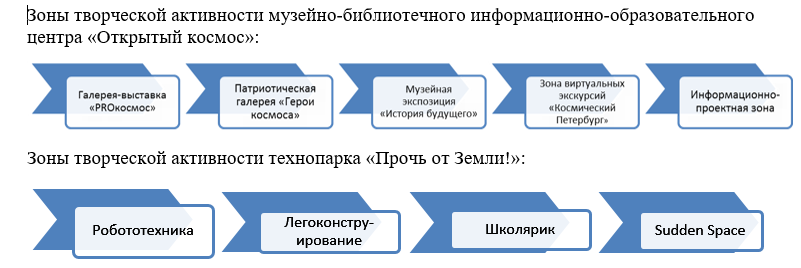 Зоны творческой активности музейно-библиотечного информационно-образовательного
центра «Открытый космос»:
Галерея-выставка
«PROкосмос»
Патриотическая
галерея «Герои
космоса»
Музейная
экспозиция
«История будущего»
Зона виртуальных
экскурсий
«Космический
Петербург»
Информационно-
проектная зона
Зоны творческой активности технопарка «Прочь от Земли!»:
Робототехника
Легоконстру-
ирование
Школярик
Sudden Space